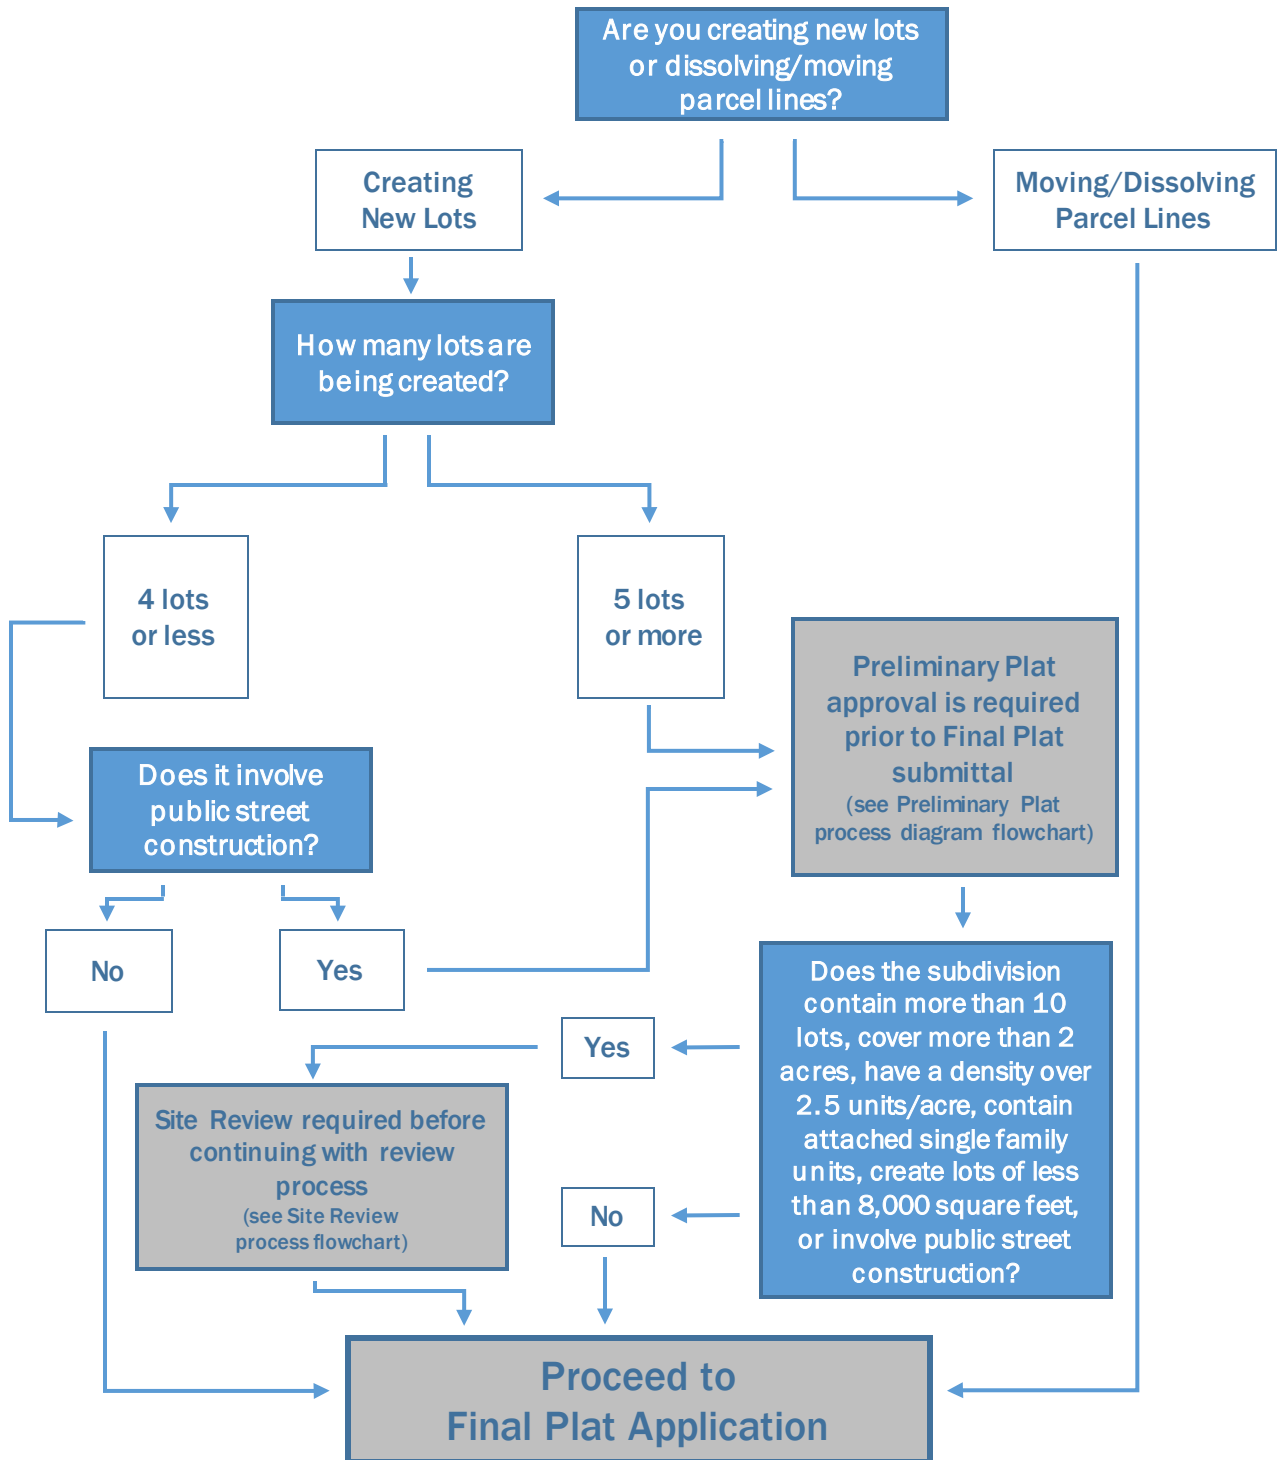 Are you creating new lots
or dissolving/moving
parcel lines?
Creating
New Lots
Moving/Dissolving
Parcel Lines
How many lots are
being created?
4 lots
or less
5 lots
or more
Preliminary Plat
approval is required
prior to Final Plat
submittal
(see Preliminary Plat
process diagram flowchart)
Does it involve
public street
construction?
No
Yes
Does the subdivision
contain more than 10
lots, cover more than 2
acres, have a density over
2.5 units/acre, contain
attached single family
units, create lots of less
than 8,000 square feet,
or involve public street
construction?
Yes
Site Review required before
continuing with review
process
(see Site Review
process flowchart)
No
Proceed to
Final Plat Application